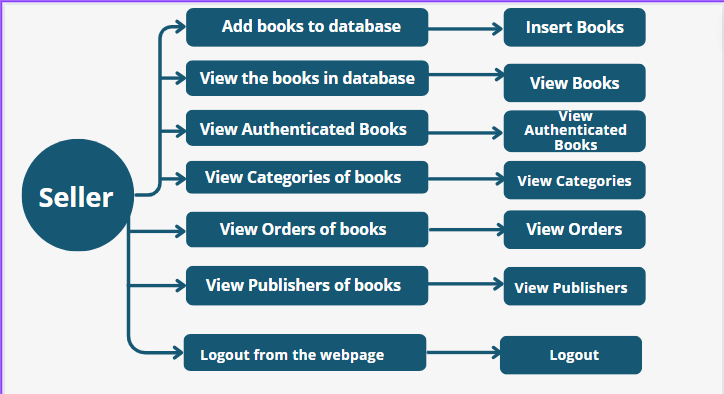 Add books to database
Insert Books
View the books in database
View Books
View Authenticated Books
View
Authenticated
Books
Seller
View Categories of books
View Categories
View Orders of books
View Orders
View Publishers of books
View Publishers
Logout from the webpage
Logout